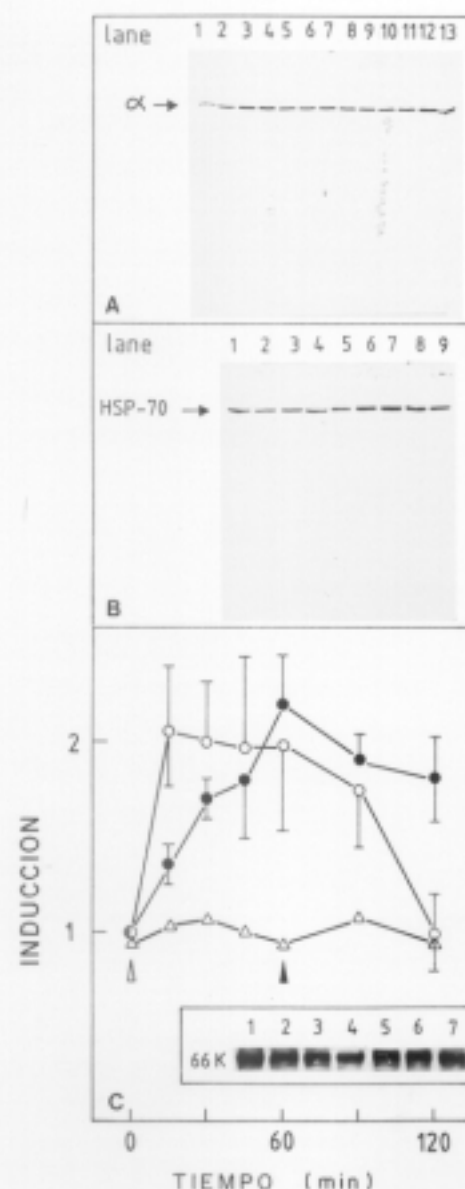 lane 1 2 3 4 5 6 7 8 9 10 11 12 13
α →
A
lane 1 2 3 4 5 6 7 8 9
HSP-70 →
B
2
INDUCCION
1
1 2 3 4 5 6 7
66K
C
0 60 120
TIEMPO (min)